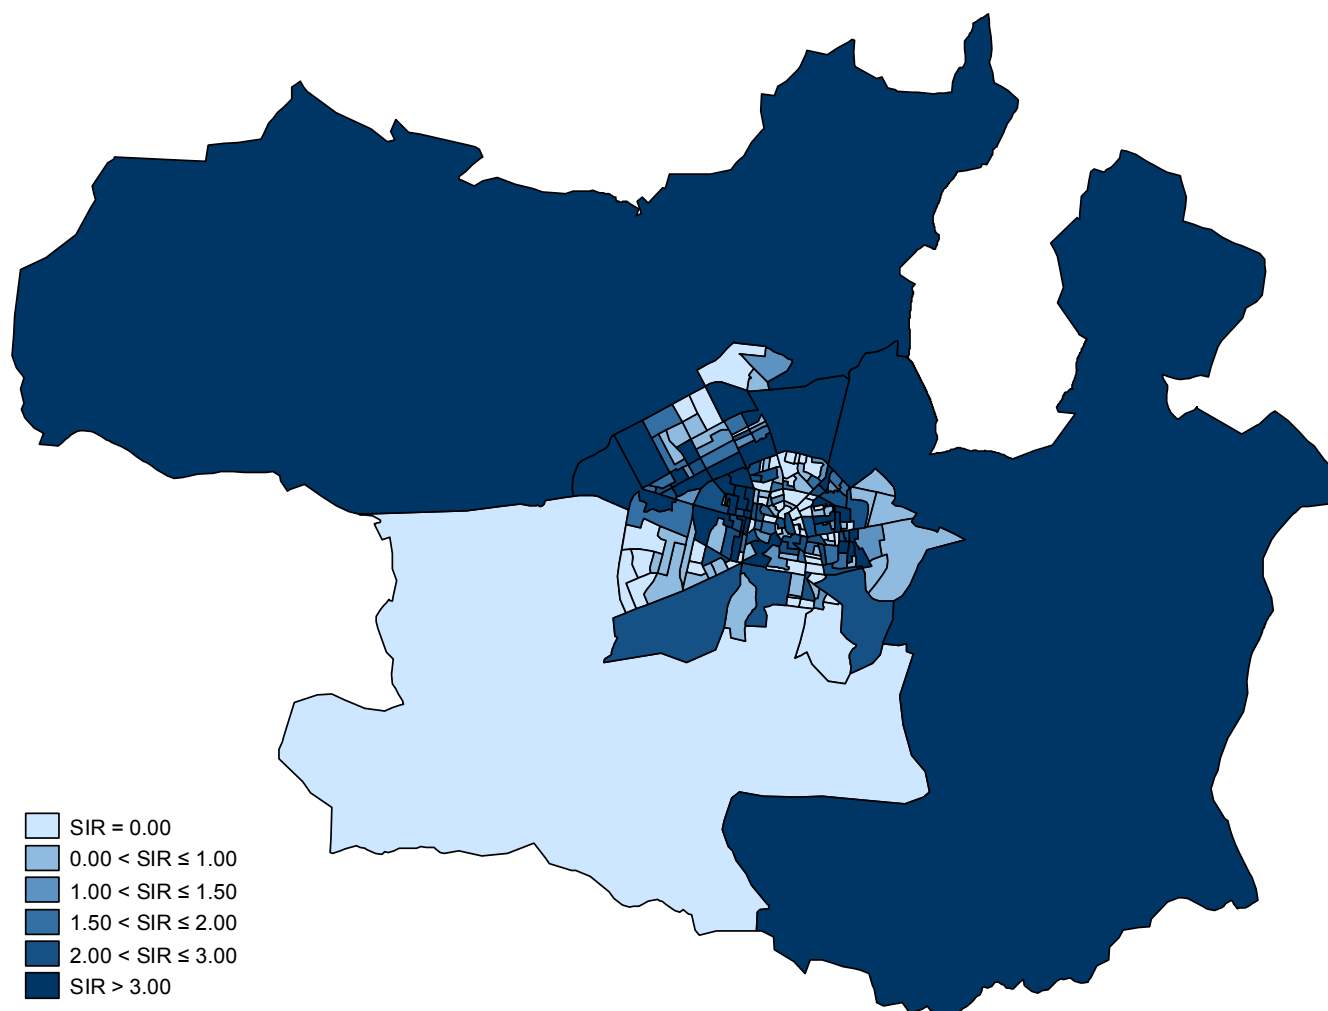 SIR = 0.00
0.00 < SIR ≤ 1.00
1.00 < SIR ≤ 1.50
1.50 < SIR ≤ 2.00
2.00 < SIR ≤ 3.00
SIR > 3.00